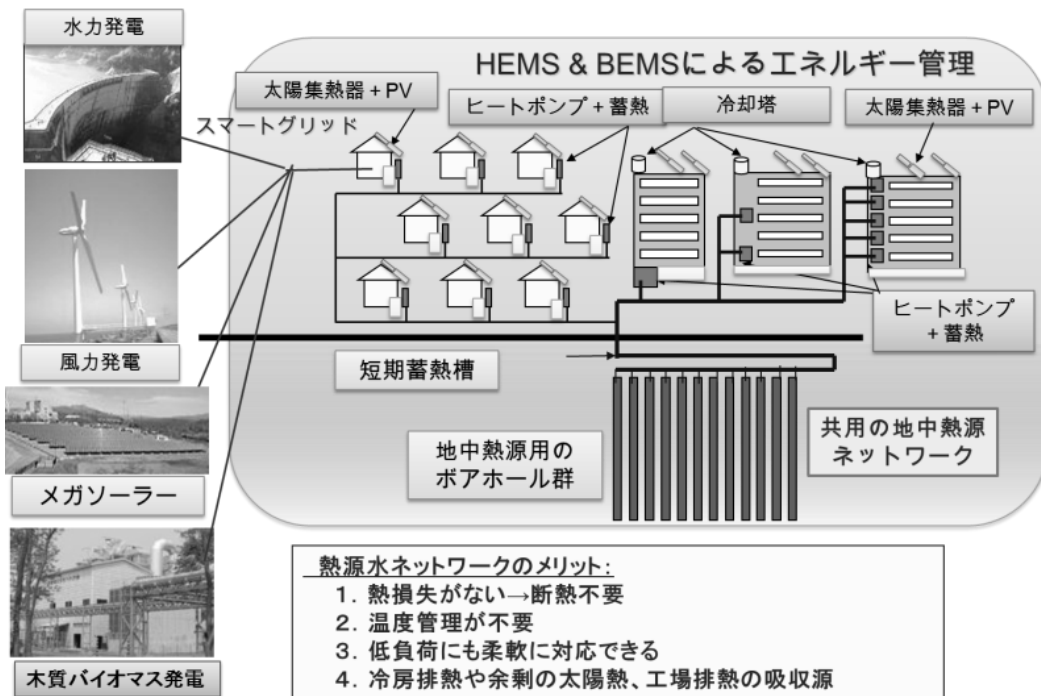 水力発電
HEMS & BEMSによるエネルギー管理
太陽集熱器+PV
ヒートポンプ+蓄熱
冷却塔
太陽集熱器+PV
スマートグリッド
風力発電
短期蓄熱槽
ヒートポンプ
+蓄熱
メガソーラー
地中熱源用の
ボアホール群
共用の地中熱源
ネットワーク
木質バイオマス発電
熱源水ネットワークのメリット:
1. 熱損失がない→断熱不要
2. 温度管理が不要
3. 低負荷にも柔軟に対応できる
4. 冷房排熱や余剰の太陽熱、工場排熱の吸収源